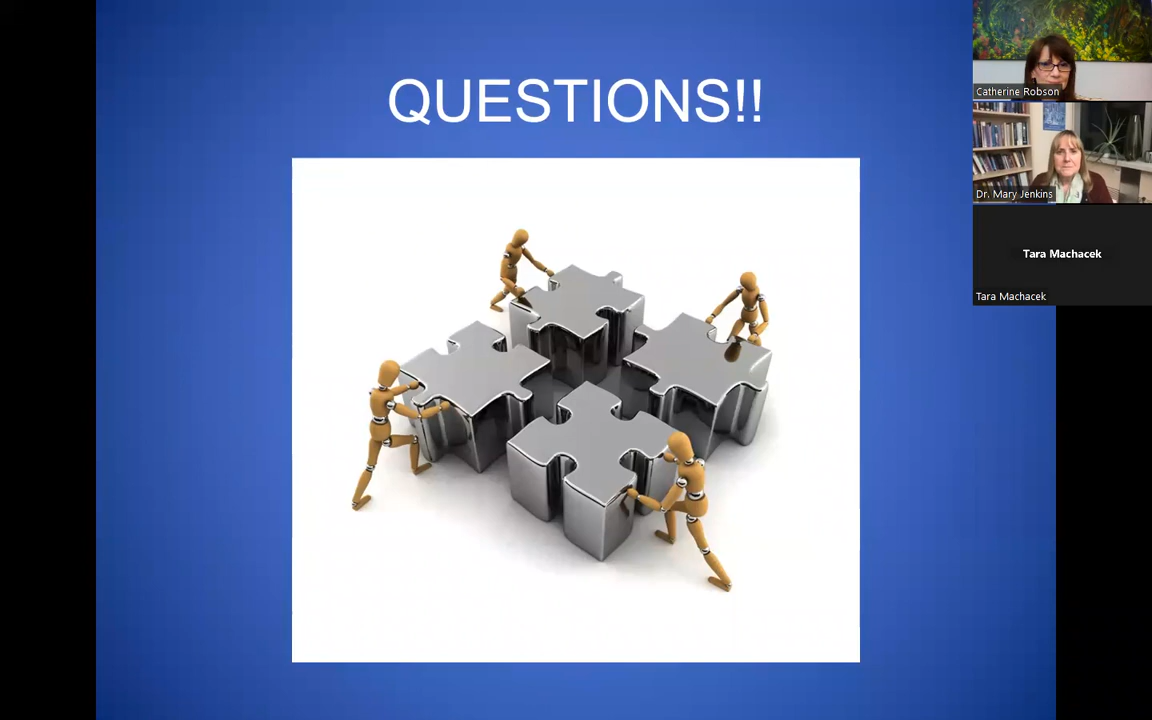 QUESTIONS!!
Catherine Robson
Dr. Mary Jenkins
Tara Machacek
Tara Machacek